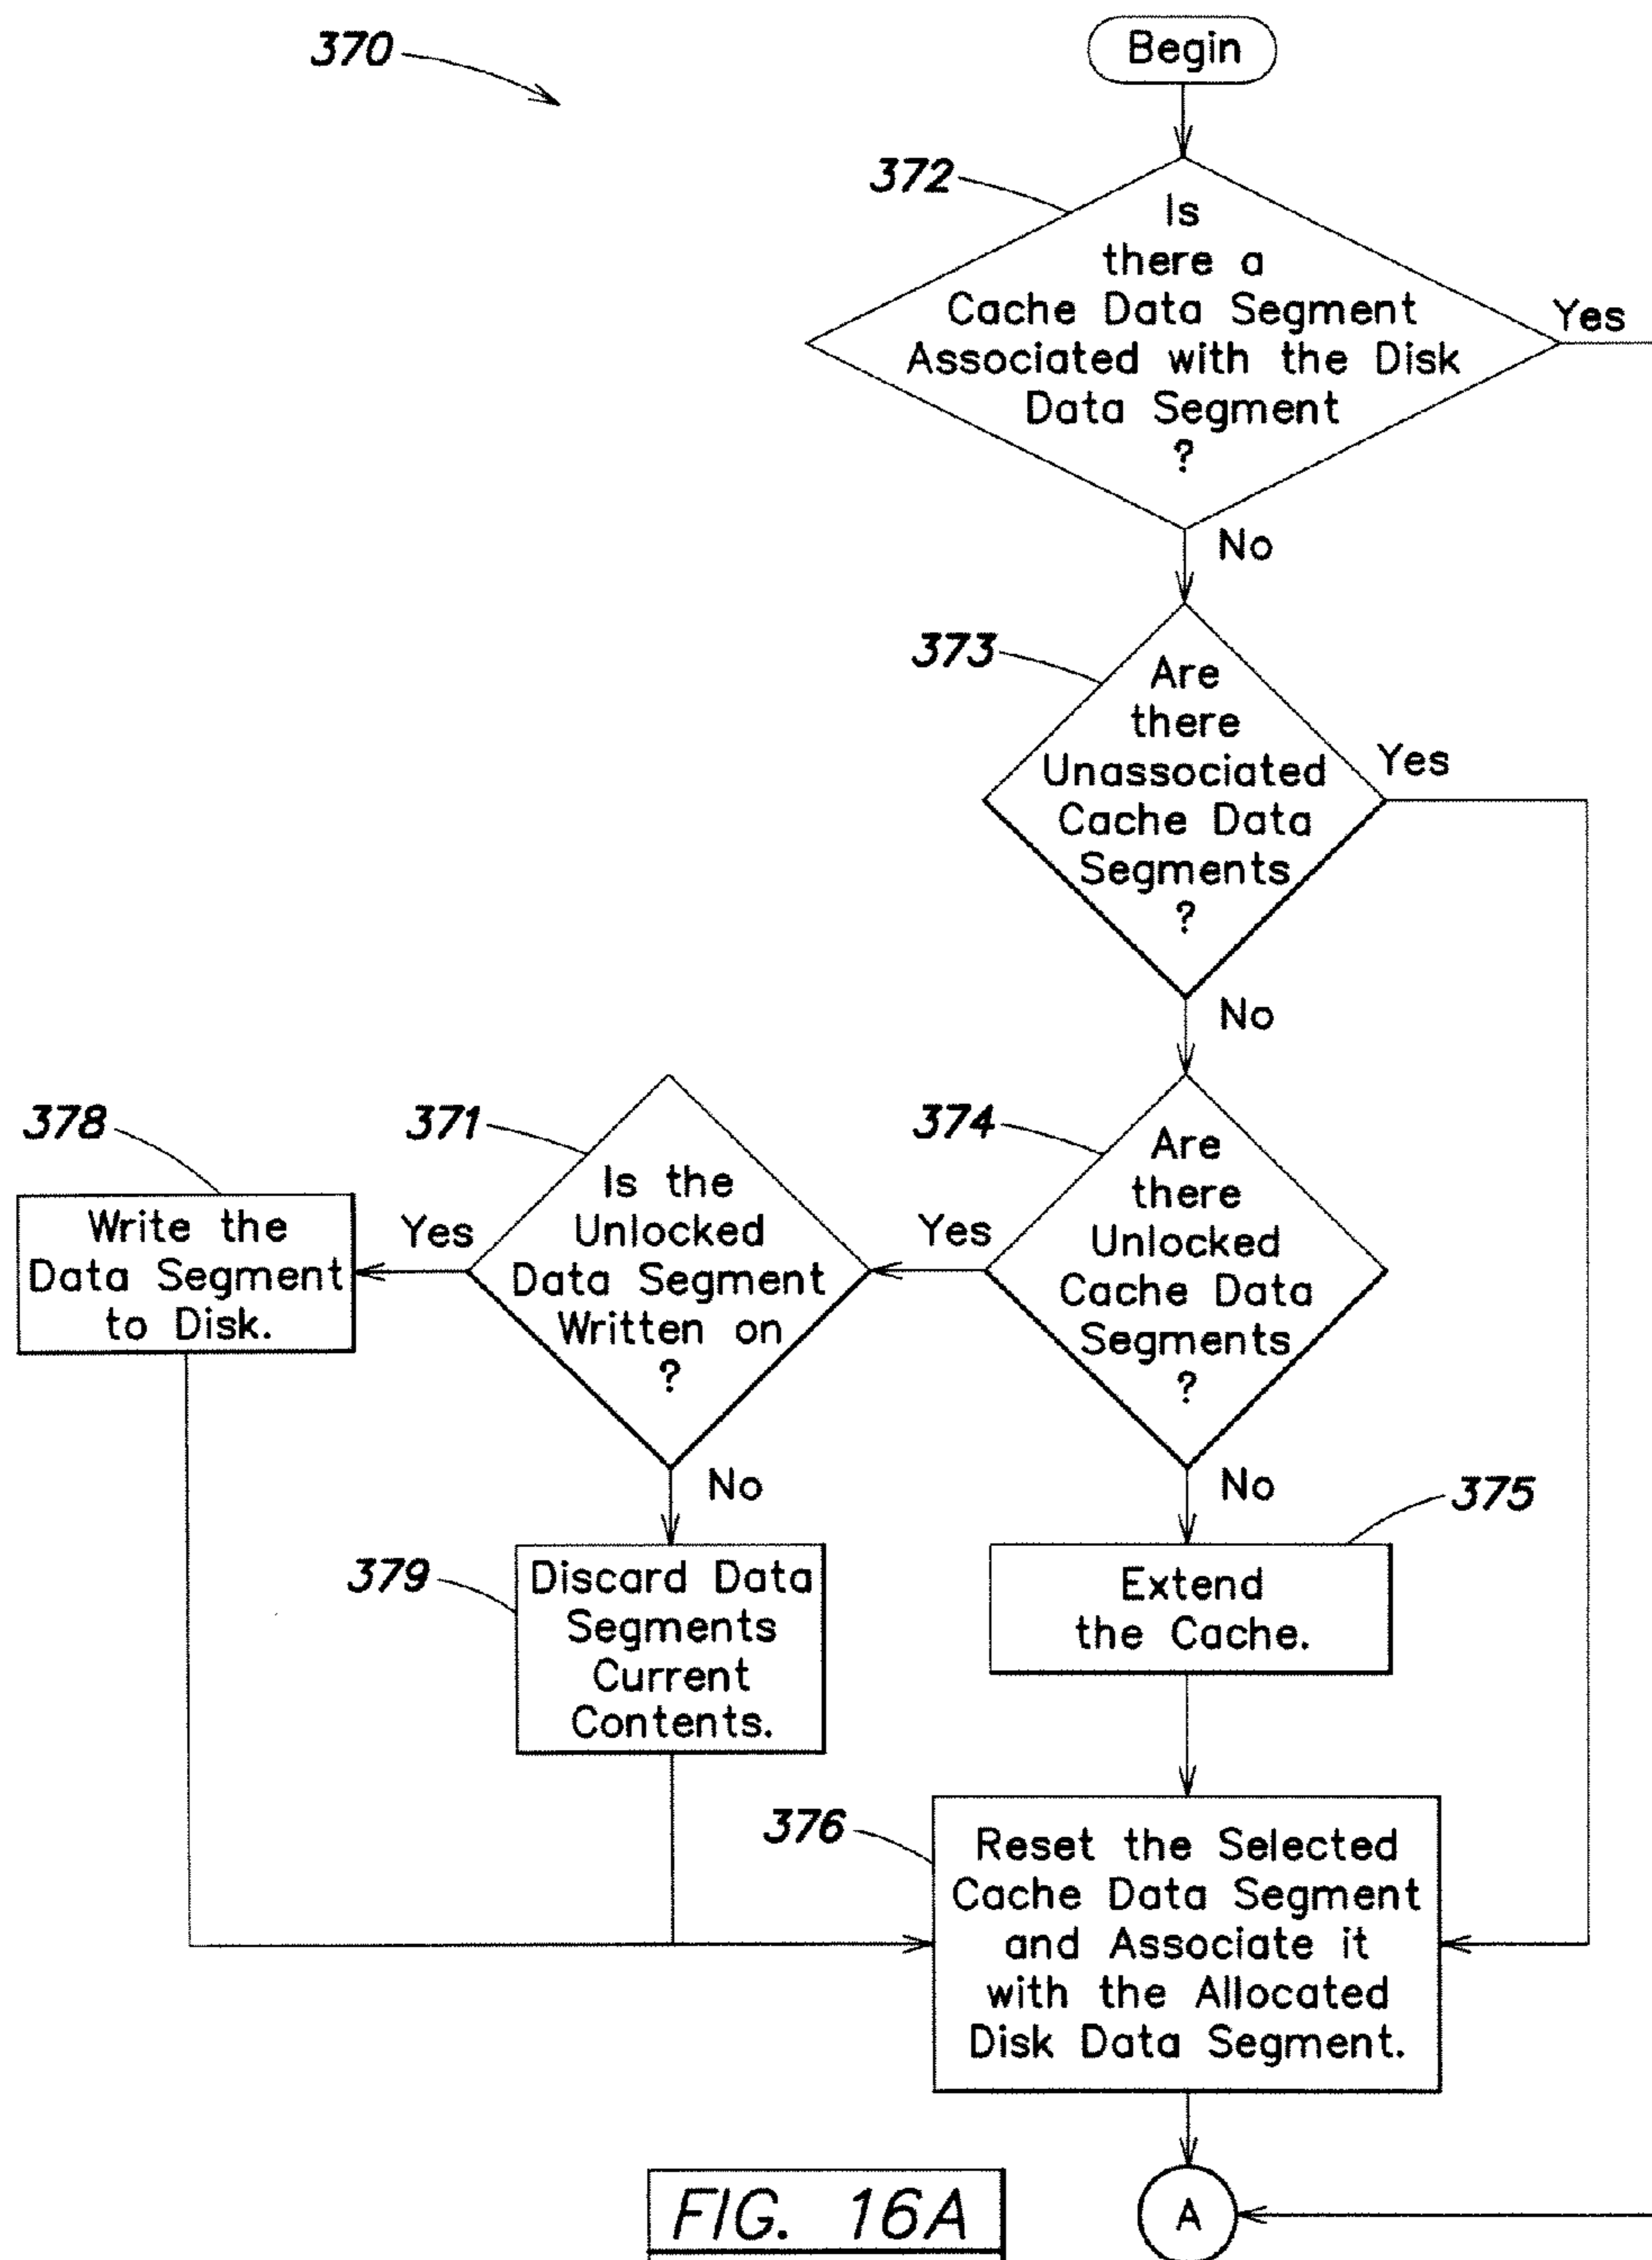 370
Begin
372
Is
there a
Cache Data Segment
Associated with the Disk
Data Segment
?
Yes
No
373
Are
there
Unassociated
Cache Data
Segments
?
Yes
No
374
Are
there
Unlocked
Cache Data
Segments
?
Yes
No
371
Is the
Unlocked
Data Segment
Written on
?
Yes
No
378
Write the
Data Segment
to Disk.
379
Discard Data
Segments
Current
Contents.
375
Extend
the Cache.
376
Reset the Selected
Cache Data Segment
and Associate it
with the Allocated
Disk Data Segment.
A
FIG. 16A